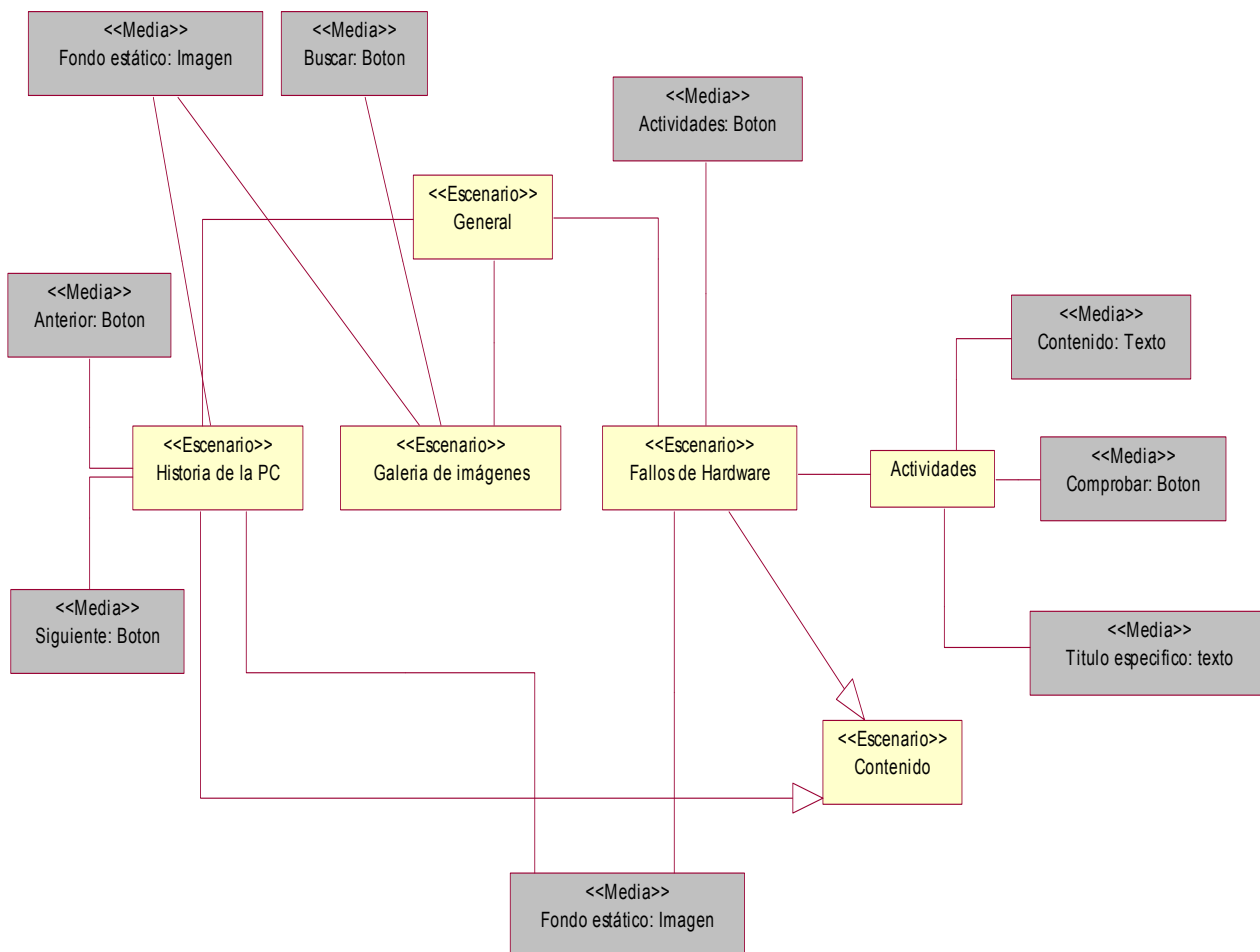 <<Media>>
Fondo estático: Imagen
<<Media>>
Buscar: Boton
<<Media>>
Actividades: Boton
<<Escenario>>
General
<<Media>>
Anterior: Boton
<<Media>>
Contenido: Texto
<<Escenario>>
Historia de la PC
<<Escenario>>
Galeria de imágenes
<<Escenario>>
Fallos de Hardware
Actividades
<<Media>>
Comprobar: Boton
<<Media>>
Siguiente: Boton
<<Media>>
Titulo especifico: texto
<<Escenario>>
Contenido
<<Media>>
Fondo estático: Imagen